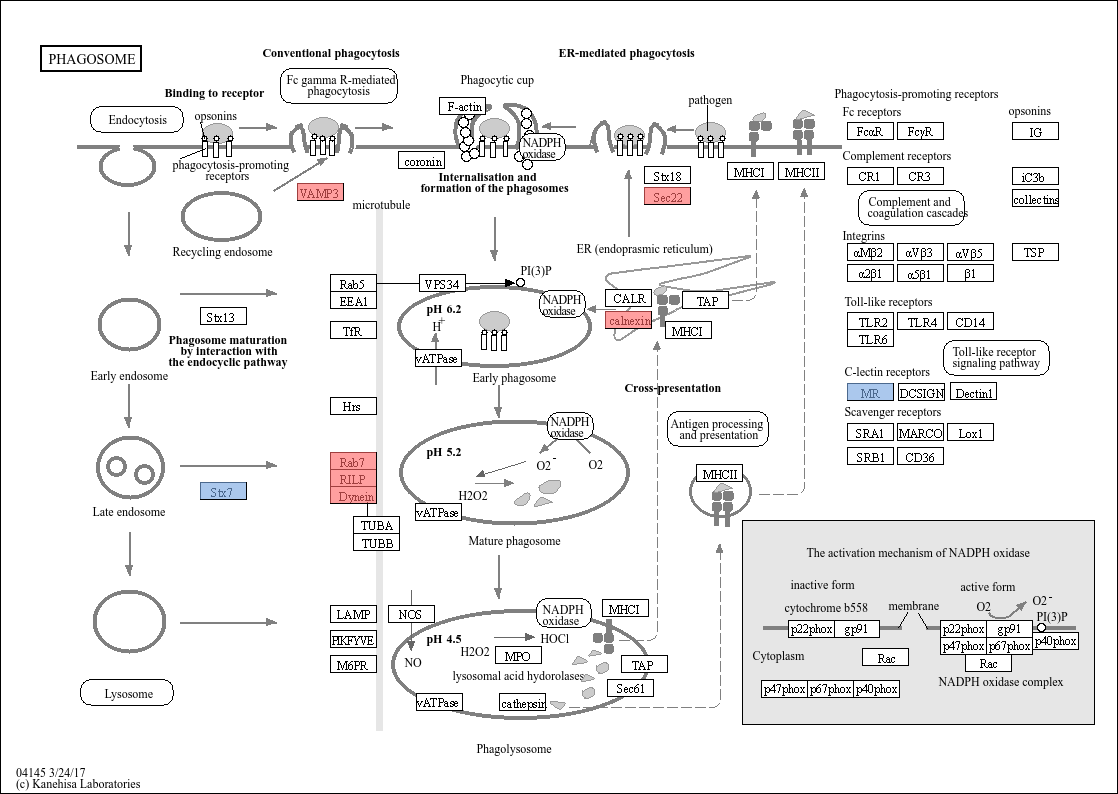 PHAGOSOME
Conventional phagocytosis
ER-mediated phagocytosis
Binding to receptor
Fc gamma R-mediated
phagocytosis
Phagocytic cup
Endocytosis
opsonins
F-actin
pathogen
phagocytosis-promoting
receptors
coronin
NADPH
oxidase
Internalisation and
formation of the phagosomes
Stx18
Sec22
MHCI
MHCII
VAMP3
microtubule
Recycling endosome
ER (endoprasmic reticulum)
Phagocytosis-promoting receptors
Fc receptors
opsonins
FcαR
FcγR
IG
Complement receptors
CR1
CR3
iC3b
collectins
Complement and
coagulation cascades
Integrins
αMβ2
αVβ3
αVβ5
TSP
α2β1
α5β1
β1
Toll-like receptors
TLR2
TLR4
CD14
TLR6
Toll-like receptor
signaling pathway
C-lectin receptors
MR
DCSIGN
Dectin1
Scavenger receptors
SRA1
MARCO
Lox1
SRB1
CD36
Rab5
EEA1
VPS34
PI(3)P
TfR
pH 6.2
H+
NADPH
oxidase
vATPase
CALR
calnexin
TAP
MHCI
Stx13
Phagosome maturation
by interaction with
the endocyclic pathway
Early endosome
Early phagosome
Cross-presentation
Hrs
Antigen processing
and presentation
NADPH
oxidase
pH 5.2
O2-
O2
H2O2
vATPase
Rab7
RILP
Dynein
Stx7
TUBA
TUBB
MHCII
Late endosome
Mature phagosome
LAMP
PIKFYVE
M6PR
NOS
NO
NADPH
oxidase
MHCI
pH 4.5
HOCl
H2O2
MPO
lysosomal acid hydorolases
TAP
Sec61
vATPase
cathepsin
Lysosome
Phagolysosome
The activation mechanism of NADPH oxidase
inactive form
active form
cytochrome b558
membrane
O2
O2-
PI(3)P
p22phox
gp91
p22phox
gp91
p47phox
p67phox
p40phox
Cytoplasm
Rac
Rac
NADPH oxidase complex
p47phox
p67phox
p40phox
04145 3/24/17
(c) Kanehisa Laboratories